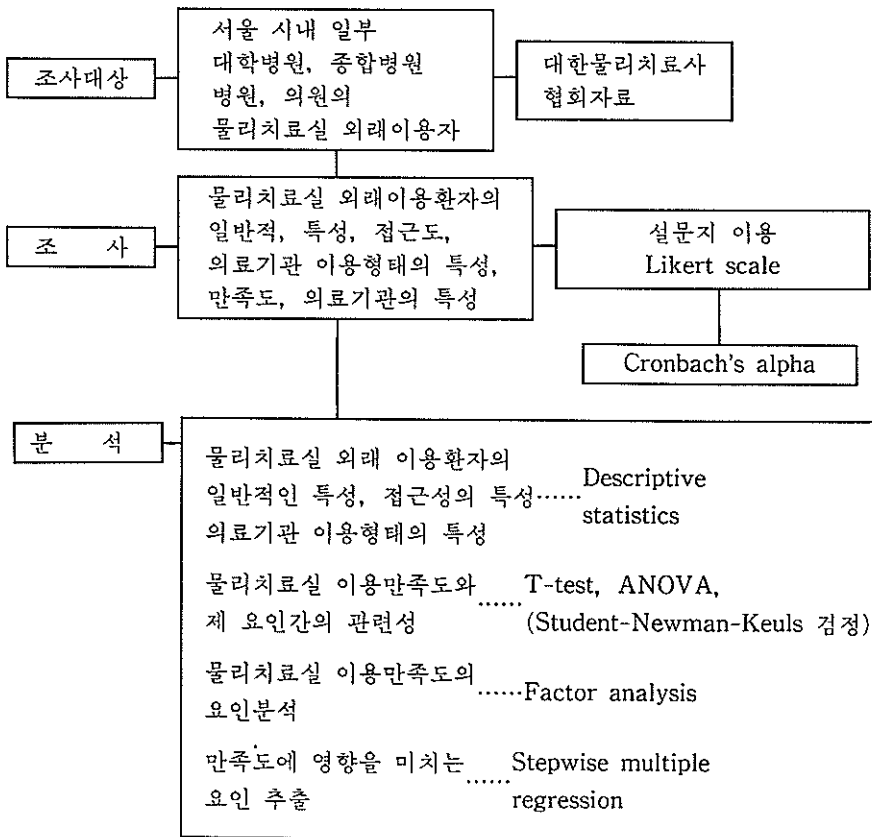 조사대상
서울 시내 일부
대학병원, 종합병원
병원, 의원의
물리치료실 외래이용자
대한물리치료사
협회자료
조 사
물리치료실 외래이용환자의
일반적, 특성, 접근도,
의료기관 이용형태의 특성,
만족도, 의료기관의 특성
설문지 이용
Likert scale
Cronbach's alpha
분 석
물리치료실 외래 이용환자의
일반적인 특성, 접근성의 특성······Descriptive
의료기관 이용형태의 특성 statistics
물리치료실 이용만족도와 ······T-test, ANOVA,
제 요인간의 관련성 (Student-Newman-Keuls 검정)
물리치료실 이용만족도의 ······Factor analysis
요인분석
만족도에 영향을 미치는 ······Stepwise multiple
요인 추출 regression